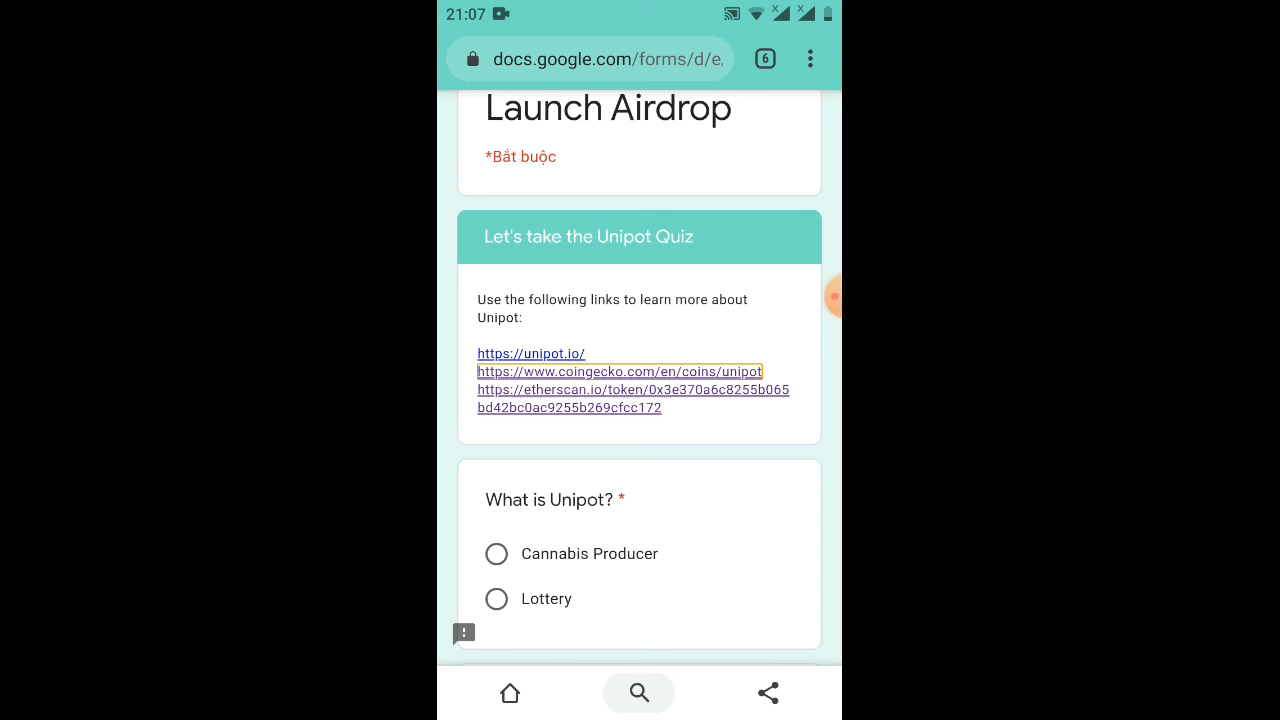 21:07
docs.google.com/forms/d/e,
6
Launch Airdrop
*Bắt buộc
Let's take the Unipot Quiz
Use the following links to learn more about
Unipot:
https://unipot.io/
https://www.coingecko.com/en/coins/unipot
https://etherscan.io/token/0x3e370a6c8255b065
bd42bc0ac9255b269cfcc172
What is Unipot? *
Cannabis Producer
Lottery